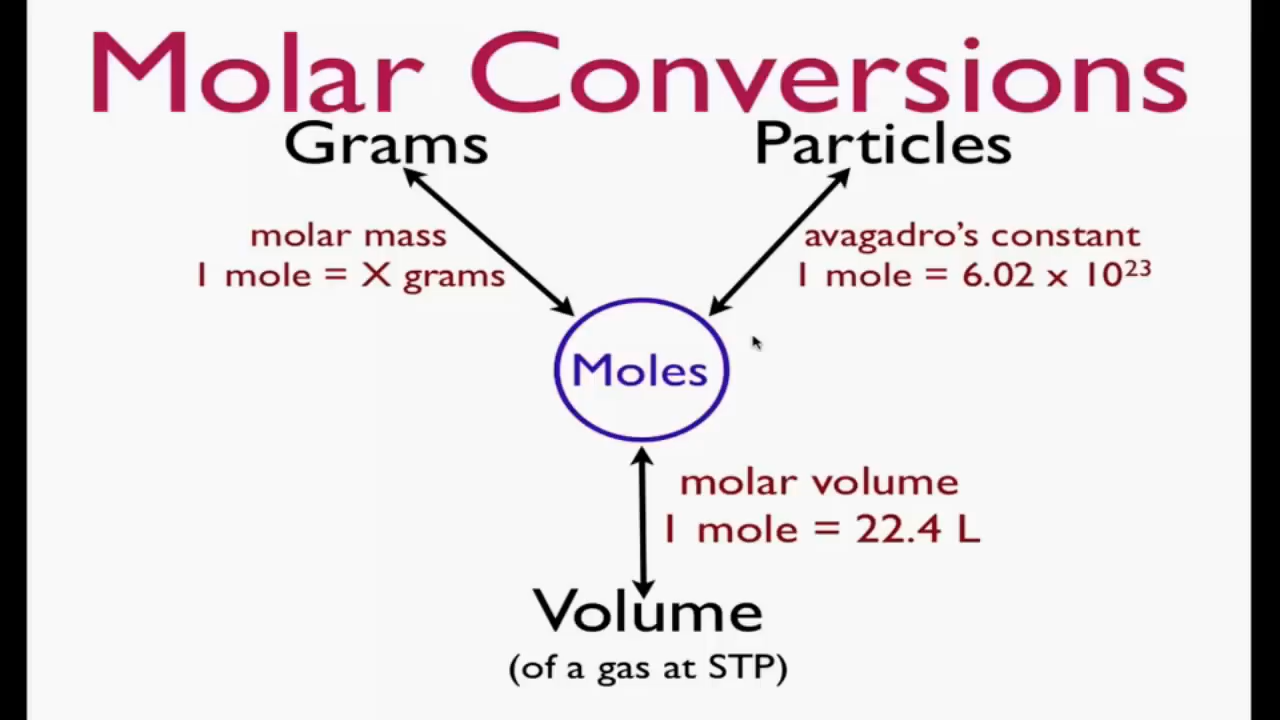 Molar Conversions
Grams
Particles
molar mass
1 mole = X grams
avagadro's constant
1 mole = 6.02 x 10²³
Moles
molar volume
1 mole = 22.4 L
Volume
(of a gas at STP)